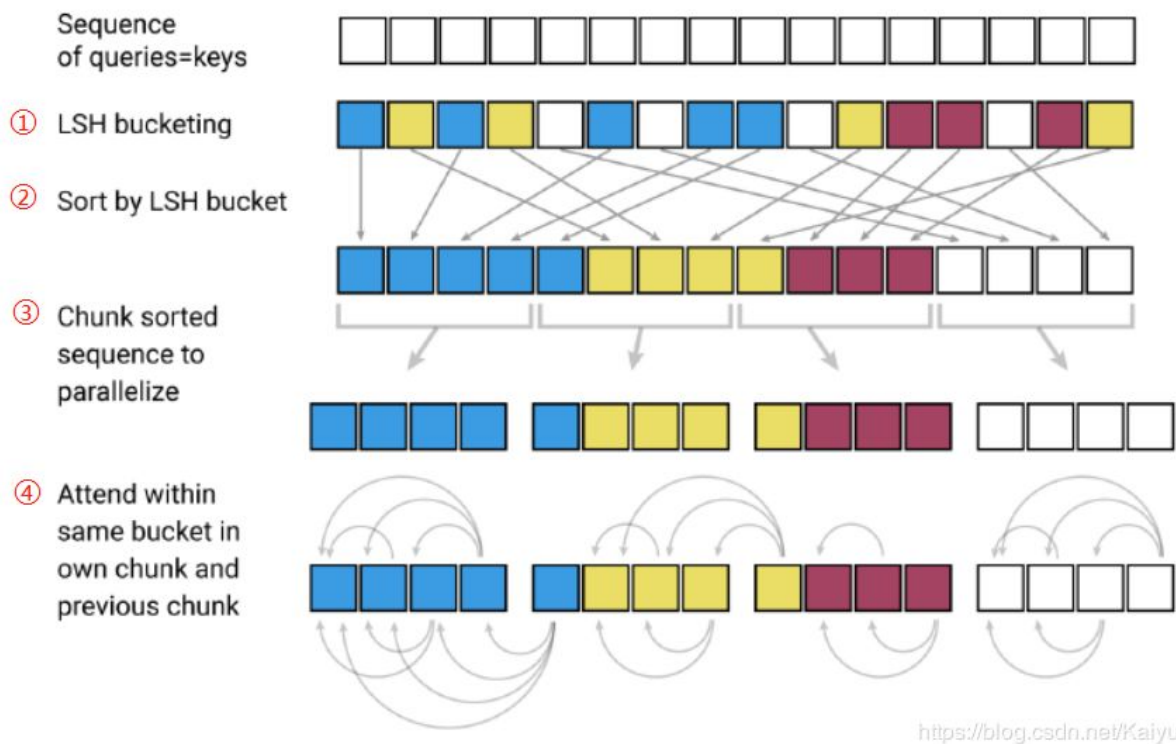 Sequence
of queries=keys
① LSH bucketing
② Sort by LSH bucket
③ Chunk sorted
sequence to
parallelize
④ Attend within
same bucket in
own chunk and
previous chunk
https://blog.csdn.net/Kaiyu